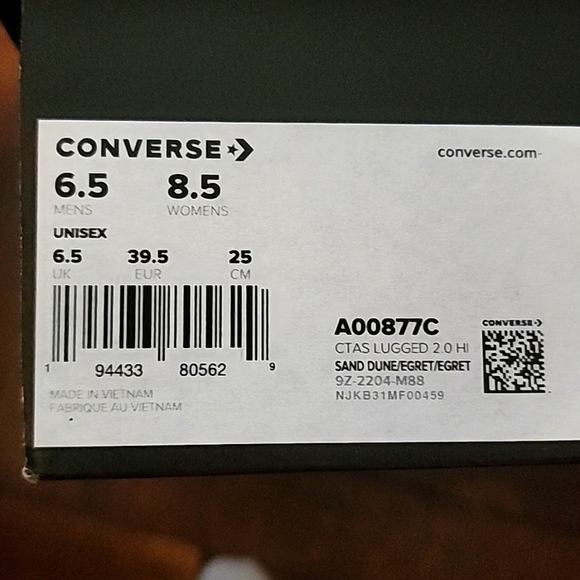 CONVERSE
converse.com
6.5 8.5
MENS WOMENS
UNISEX
6.5 39.5 25
UK EUR CM
1 94433 80562 9
MADE IN VIETNAM
FABRIQUE AU VIETNAM
A00877C
CTAS LUGGED 2.0 HI
SAND DUNE/EGRET/EGRET
9Z-2204-M88
NJKB31MF00459
CONVERSE